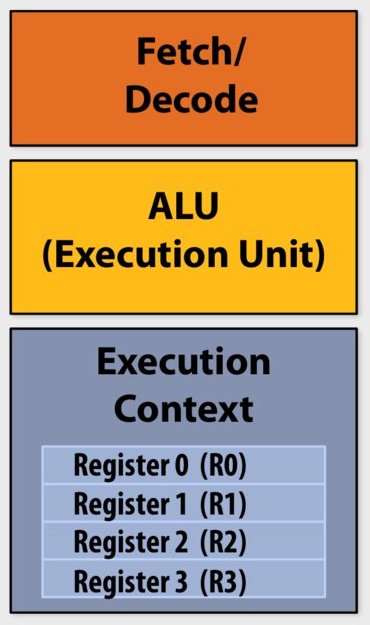 Fetch/
Decode
ALU
(Execution Unit)
Execution
Context
Register 0 (R0)
Register 1 (R1)
Register 2 (R2)
Register 3 (R3)